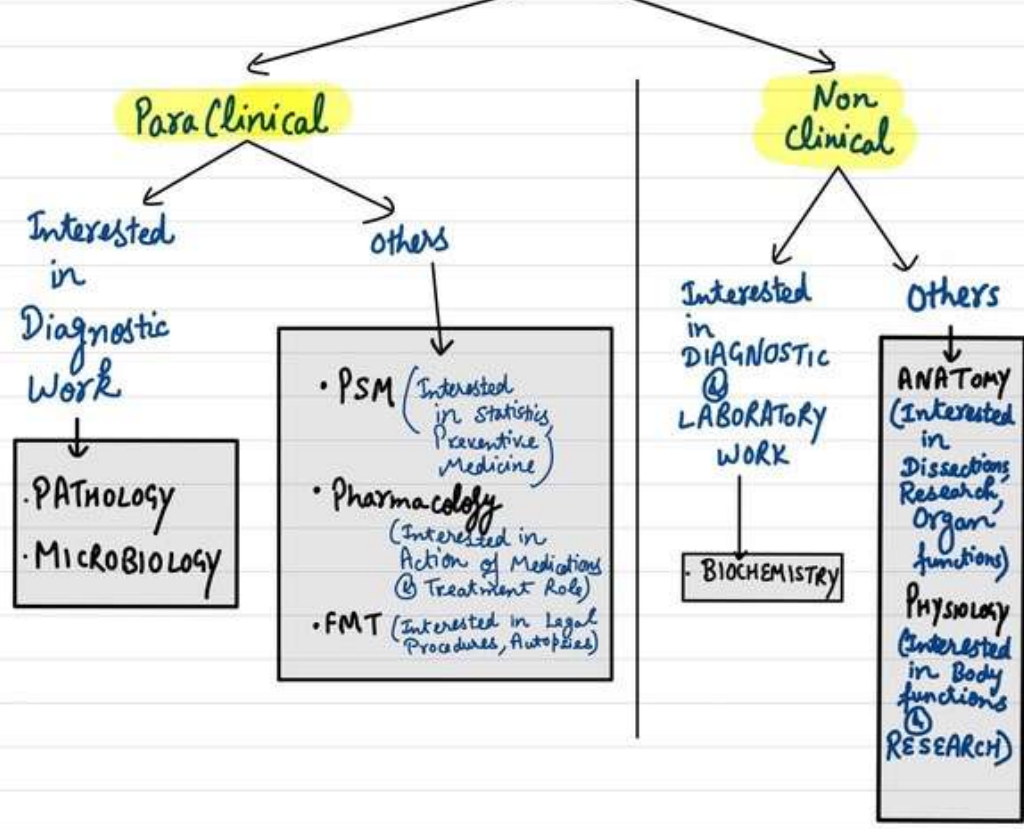 Para Clinical
Interested
in
Diagnostic
Work
· PATHOLOGY
· MICROBIOLOGY
Others
· PSM (Interested
in Statistics,
Preventive
Medicine)
· Pharmacology
(Interested in
Action of Medications
& Treatment Role)
· FMT (Interested in Legal
Procedures, Autopsies)
Non
Clinical
Interested
in
DIAGNOSTIC
&
LABORATORY
WORK
· BIOCHEMISTRY
Others
ANATOMY
(Interested
in
Dissections,
Research,
Organ
functions)
PHYSIOLOGY
(Interested
in Body
functions
&
RESEARCH)